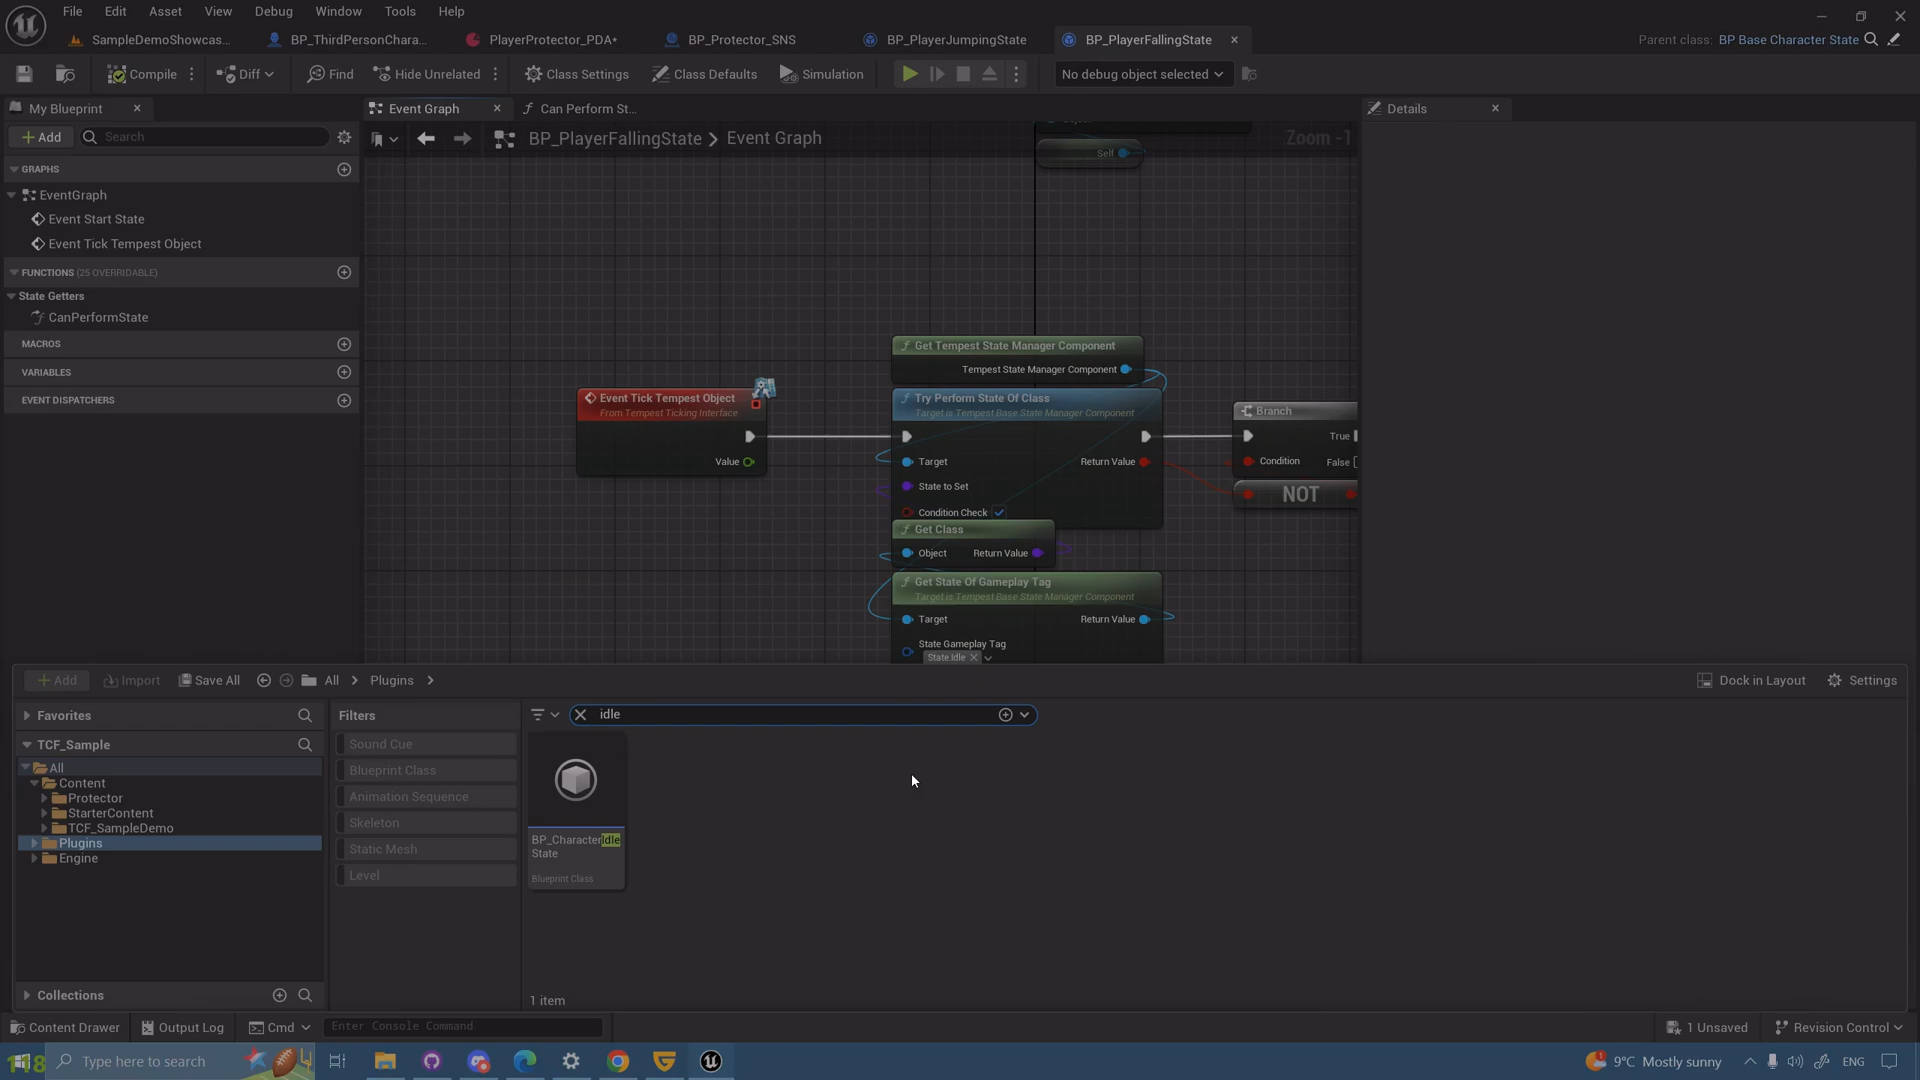 File Edit Asset View Debug Window Tools Help
SampleDemoShowcas... BP_ThirdPersonChara... PlayerProtector_PDA* BP_Protector_SNS BP_PlayerJumpingState BP_PlayerFallingState Parent class: BP Base Character State
Compile Diff Find Hide Unrelated Class Settings Class Defaults Simulation No debug object selected
My Blueprint Event Graph Can Perform St... Details
Add Search BP_PlayerFallingState > Event Graph Zoom -1
GRAPHS
EventGraph
Event Start State
Event Tick Tempest Object
FUNCTIONS (25 OVERRIDABLE)
State Getters
CanPerformState
MACROS
VARIABLES
EVENT DISPATCHERS
Self
Get Tempest State Manager Component
Tempest State Manager Component
Event Tick Tempest Object
From Tempest Ticking Interface
Value
Try Perform State Of Class
Target is Tempest Base State Manager Component
Target Return Value
State to Set
Condition Check
Branch
True
Condition False
NOT
Get Class
Object Return Value
Get State Of Gameplay Tag
Target is Tempest Base State Manager Component
Target Return Value
State Gameplay Tag
State.Idle
Add Import Save All All > Plugins > Dock in Layout Settings
Favorites Filters idle
TCF_Sample
All
Content
Protector
StarterContent
TCF_SampleDemo
Plugins
Engine
Sound Cue
Blueprint Class
Animation Sequence
Skeleton
Static Mesh
Level
BP_CharacterIdle
State
Blueprint Class
Collections 1 item
Content Drawer Output Log Cmd Enter Console Command 1 Unsaved Revision Control
Type here to search 9°C Mostly sunny ENG